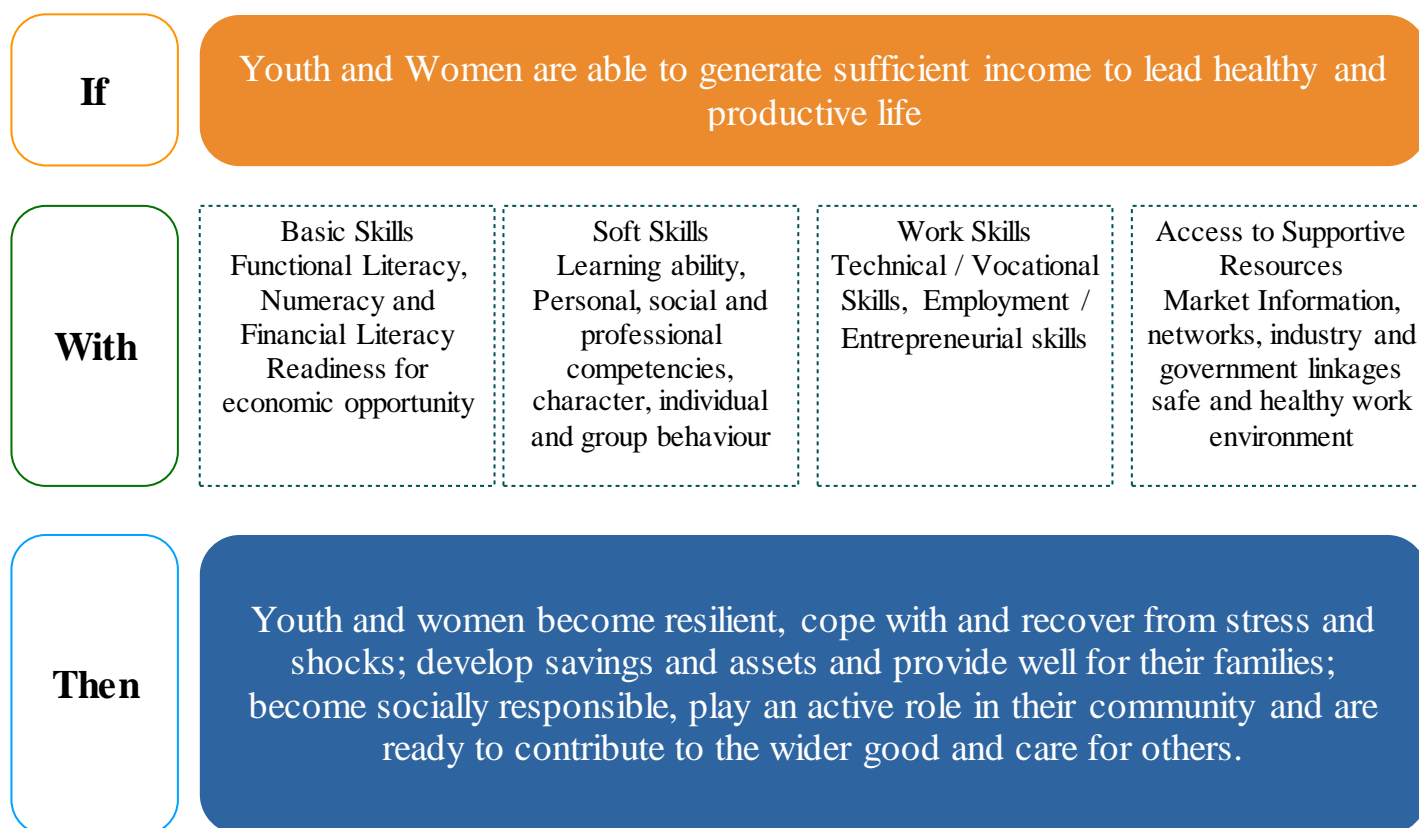 If
Youth and Women are able to generate sufficient income to lead healthy and
productive life
With
Basic Skills
Functional Literacy,
Numeracy and
Financial Literacy
Readiness for
economic opportunity
Soft Skills
Learning ability,
Personal, social and
professional
competencies,
character, individual
and group behaviour
Work Skills
Technical / Vocational
Skills, Employment /
Entrepreneurial skills
Access to Supportive
Resources
Market Information,
networks, industry and
government linkages
safe and healthy work
environment
Then
Youth and women become resilient, cope with and recover from stress and
shocks; develop savings and assets and provide well for their families;
become socially responsible, play an active role in their community and are
ready to contribute to the wider good and care for others.